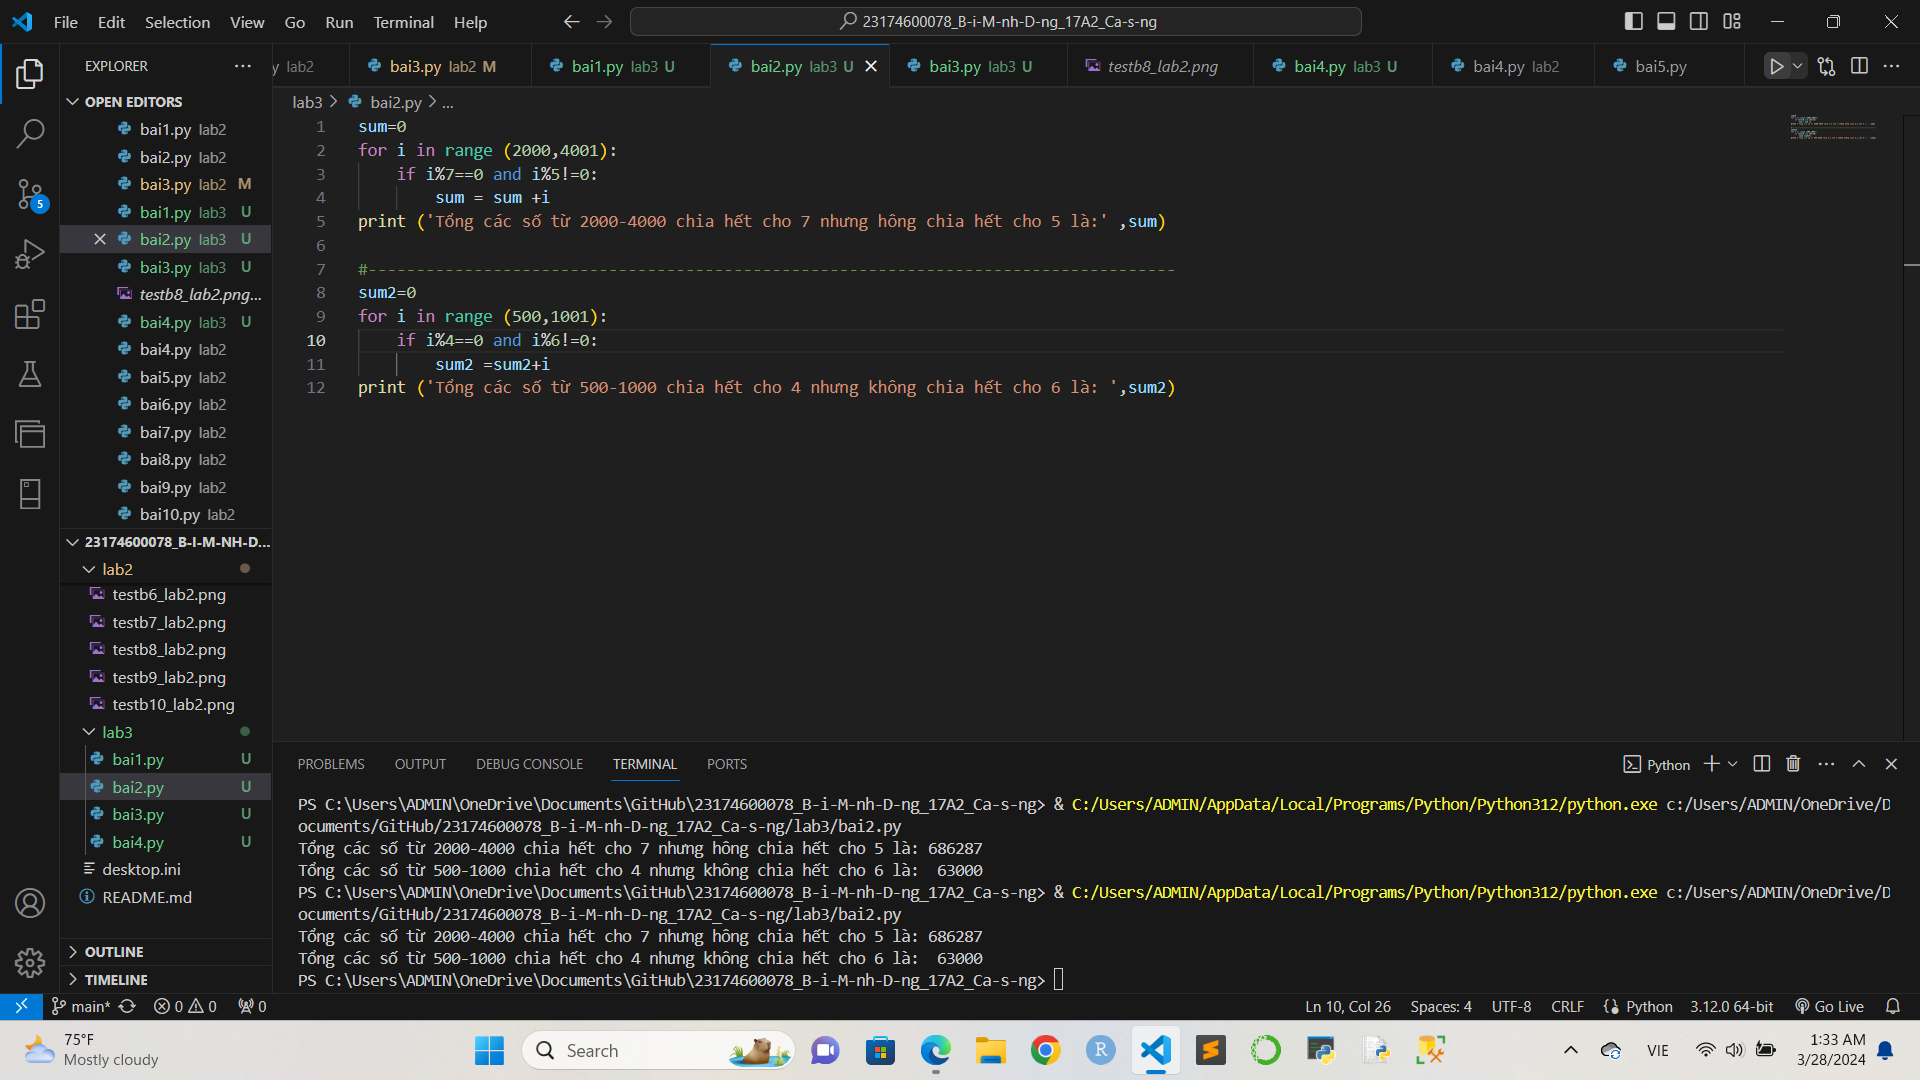 File Edit Selection View Go Run Terminal Help
23174600078_B-i-M-nh-D-ng_17A2_Ca-s-ng
EXPLORER
y lab2
bai3.py lab2 M
bai1.py lab3 U
bai2.py lab3 U
bai3.py lab3 U
testb8_lab2.png
bai4.py lab3 U
bai4.py lab2
bai5.py
OPEN EDITORS
bai1.py lab2
bai2.py lab2
bai3.py lab2 M
bai1.py lab3 U
bai2.py lab3 U
bai3.py lab3 U
testb8_lab2.png...
bai4.py lab3 U
bai4.py lab2
bai5.py lab2
bai6.py lab2
bai7.py lab2
bai8.py lab2
bai9.py lab2
bai10.py lab2
5
23174600078_B-I-M-NH-D...
lab2
testb6_lab2.png
testb7_lab2.png
testb8_lab2.png
testb9_lab2.png
testb10_lab2.png
lab3
bai1.py U
bai2.py U
bai3.py U
bai4.py U
desktop.ini
README.md
OUTLINE
TIMELINE
lab3 > bai2.py > ...
1 sum=0
2 for i in range (2000,4001):
3 if i%7==0 and i%5!=0:
4 sum = sum +i
5 print ('Tổng các số từ 2000-4000 chia hết cho 7 nhưng hông chia hết cho 5 là:' ,sum)
6
7 #------------------------------------------------------------------------------------
8 sum2=0
9 for i in range (500,1001):
10 if i%4==0 and i%6!=0:
11 sum2 =sum2+i
12 print ('Tổng các số từ 500-1000 chia hết cho 4 nhưng không chia hết cho 6 là: ',sum2)
PROBLEMS OUTPUT DEBUG CONSOLE TERMINAL PORTS
Python
PS C:\Users\ADMIN\OneDrive\Documents\GitHub\23174600078_B-i-M-nh-D-ng_17A2_Ca-s-ng> & C:/Users/ADMIN/AppData/Local/Programs/Python/Python312/python.exe c:/Users/ADMIN/OneDrive/D
ocuments/GitHub/23174600078_B-i-M-nh-D-ng_17A2_Ca-s-ng/lab3/bai2.py
Tổng các số từ 2000-4000 chia hết cho 7 nhưng hông chia hết cho 5 là: 686287
Tổng các số từ 500-1000 chia hết cho 4 nhưng không chia hết cho 6 là:  63000
PS C:\Users\ADMIN\OneDrive\Documents\GitHub\23174600078_B-i-M-nh-D-ng_17A2_Ca-s-ng> & C:/Users/ADMIN/AppData/Local/Programs/Python/Python312/python.exe c:/Users/ADMIN/OneDrive/D
ocuments/GitHub/23174600078_B-i-M-nh-D-ng_17A2_Ca-s-ng/lab3/bai2.py
Tổng các số từ 2000-4000 chia hết cho 7 nhưng hông chia hết cho 5 là: 686287
Tổng các số từ 500-1000 chia hết cho 4 nhưng không chia hết cho 6 là:  63000
PS C:\Users\ADMIN\OneDrive\Documents\GitHub\23174600078_B-i-M-nh-D-ng_17A2_Ca-s-ng>
main* 0 0 0
Ln 10, Col 26 Spaces: 4 UTF-8 CRLF Python 3.12.0 64-bit Go Live
75°F
Mostly cloudy
Search
R
VIE
1:33 AM
3/28/2024